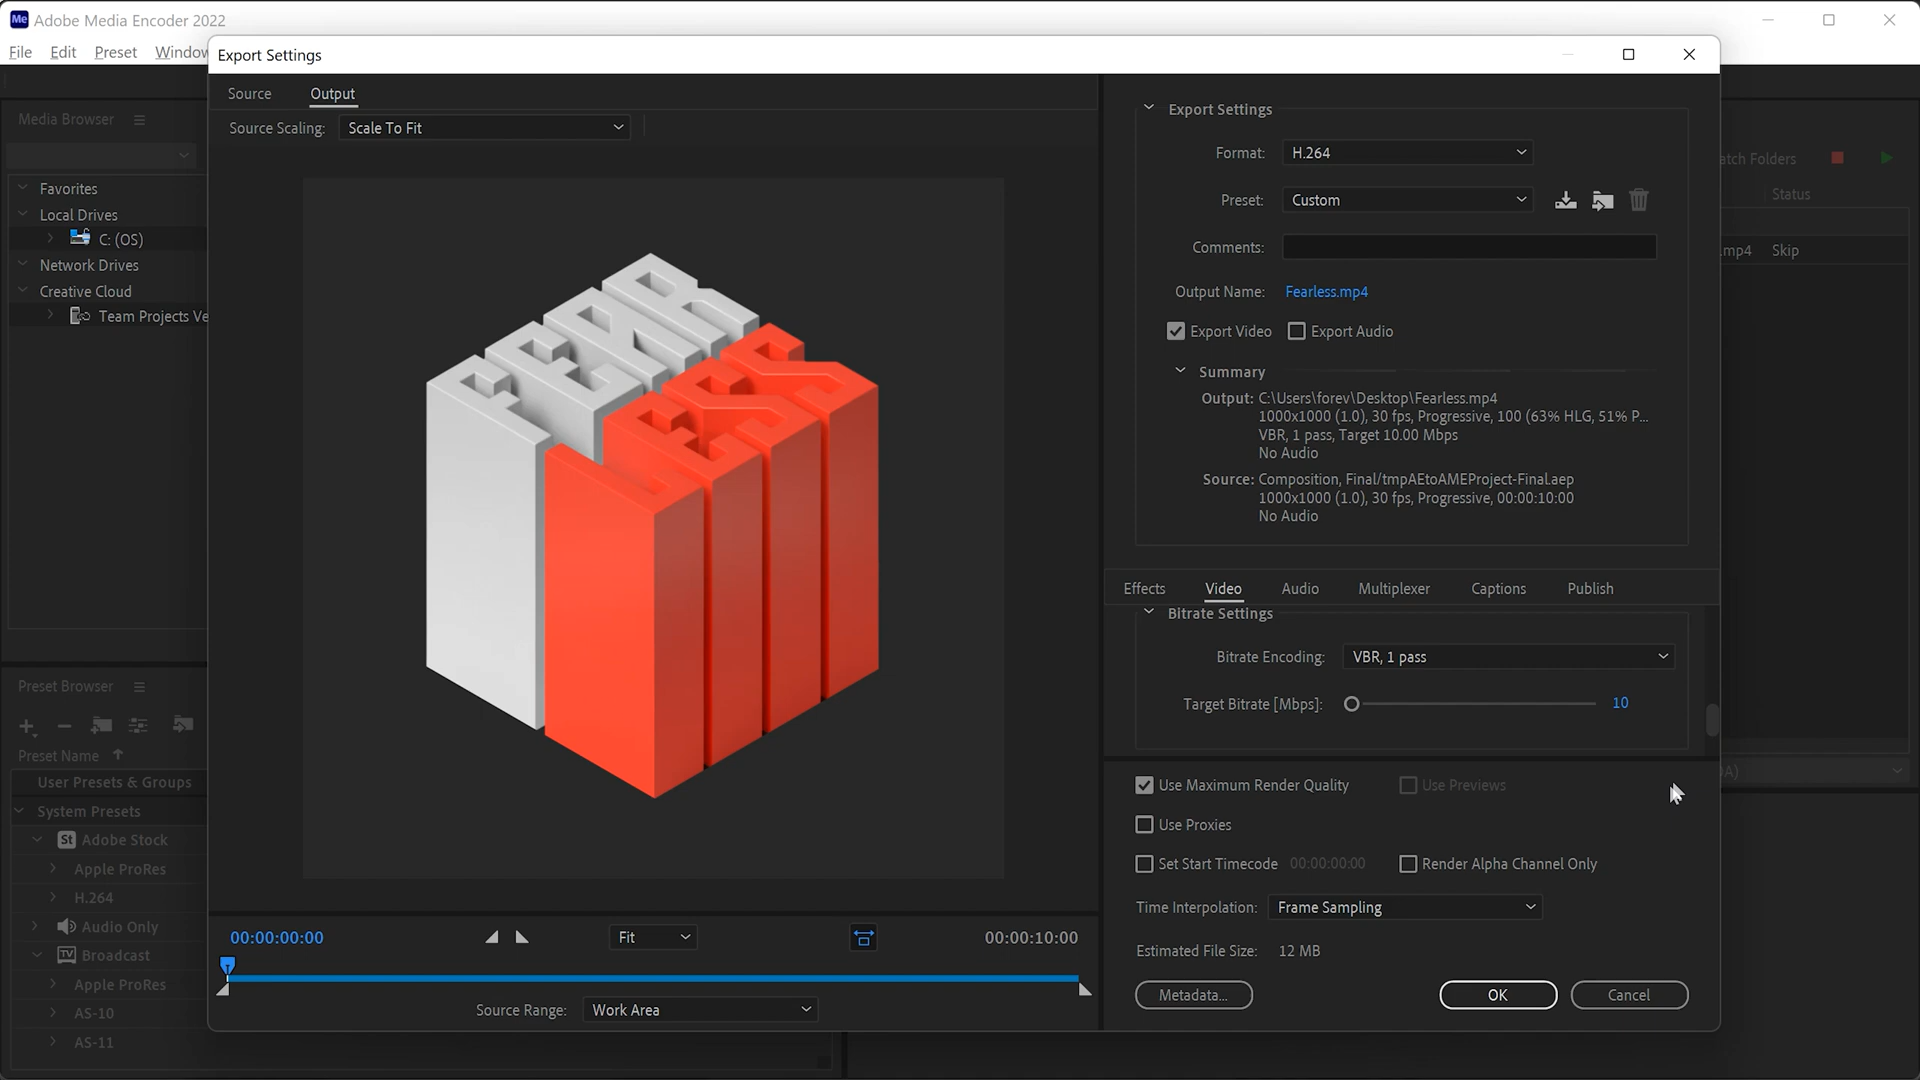 Me Adobe Media Encoder 2022
File Edit Preset Window
Export Settings
Source Output
Source Scaling: Scale To Fit
Media Browser
Favorites
Local Drives
C: (OS)
Network Drives
Creative Cloud
Team Projects Ve
Preset Browser
Preset Name
User Presets & Groups
System Presets
St Adobe Stock
Apple ProRes
H.264
Audio Only
TV Broadcast
Apple ProRes
AS-10
AS-11
FEAR
LESS
00:00:00:00 Fit 00:00:10:00
Source Range: Work Area
Export Settings
Format: H.264
Preset: Custom
Comments:
Output Name: Fearless.mp4
Export Video Export Audio
Summary
Output: C:\Users\forev\Desktop\Fearless.mp4
1000x1000 (1.0), 30 fps, Progressive, 100 (63% HLG, 51% P...
VBR, 1 pass, Target 10.00 Mbps
No Audio
Source: Composition, Final/tmpAEtoAMEProject-Final.aep
1000x1000 (1.0), 30 fps, Progressive, 00:00:10:00
No Audio
Effects Video Audio Multiplexer Captions Publish
Bitrate Settings
Bitrate Encoding: VBR, 1 pass
Target Bitrate [Mbps]: 10
Use Maximum Render Quality Use Previews
Use Proxies
Set Start Timecode 00:00:00:00 Render Alpha Channel Only
Time Interpolation: Frame Sampling
Estimated File Size: 12 MB
Metadata... OK Cancel
atch Folders
Status
.mp4 Skip